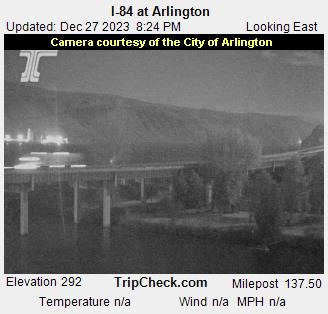 I-84 at Arlington
Updated: Dec 27 2023 8:24 PM Looking East
Camera courtesy of the City of Arlington
Elevation 292 TripCheck.com Milepost 137.50
Temperature n/a Wind n/a MPH n/a